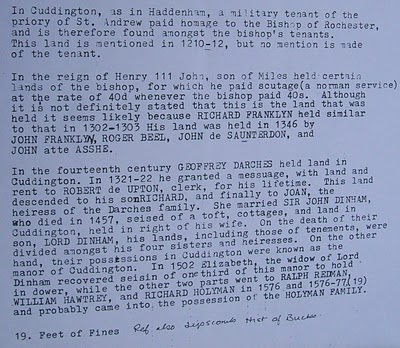 In Cuddington, as in Haddenham, a military tenant of the
priory of St. Andrew paid homage to the Bishop of Rochester,
and is therefore found amongst the bishop's tenants.
This land is mentioned in 1210-12, but no mention is made
of the tenant.
In the reign of Henry 111 John, son of Miles held certain
lands of the bishop, for which he paid scutage(a norman service)
at the rate of 40d whenever the bishop paid 40s. Although
it is not definitely stated that this is the land that was
held it seems likely because RICHARD FRANKLYN held similar
to that in 1302-1303 His land was held in 1346 by
JOHN FRANKLYN, ROGER BEEL, JOHN de SAUNTERDON, and
JOHN atte ASSHE.
In the fourteenth century GEOFFREY DARCHES held land in
Cuddington. In 1321-22 he granted a messuage, with land and
rent to ROBERT de UPTON, clerk, for his lifetime. This land
descended to his son RICHARD, and finally to JOAN, the
heiress of the Darches family. She married SIR JOHN DINHAM,
who died in 1457, seised of a toft, cottages, and land in
Cuddington, held in right of his wife. On the death of their
son, LORD DINHAM, his lands, including those of tenements, were
divided amongst his four sisters and heiresses. On the other
hand, their possessions in Cuddington were known as the
manor of Cuddington. In 1502 Elizabeth, the widow of Lord
Dinham recovered seisin of one third of this manor to hold
in dower, while the other two parts went to RALPH REDMAN,
WILLIAM HAWTREY, and RICHARD HOLYMAN in 1576 and 1576-77.(19)
and probably came into the possession of the HOLYMAN FAMILY.
19. Feet of Fines Ref. also Lipscombs Hist of Bucks.